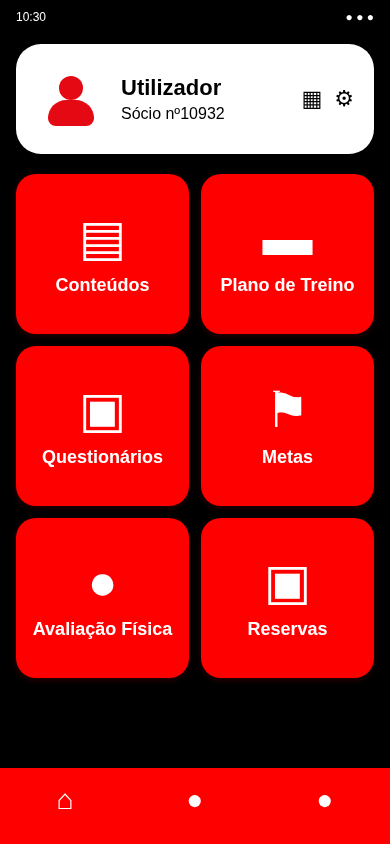 10:30
Utilizador
Sócio nº10932
Conteúdos
Plano de Treino
Questionários
Metas
Avaliação Física
Reservas